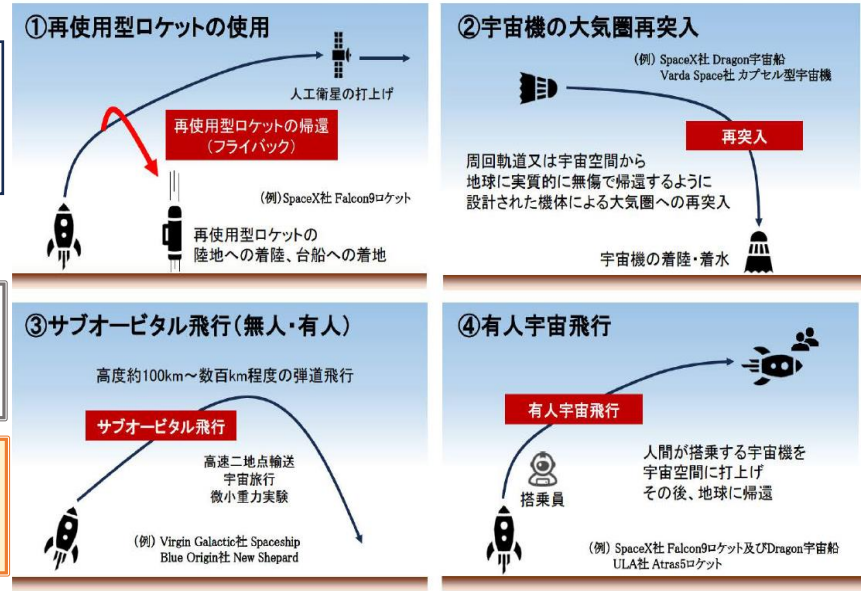 ①再使用型ロケットの使用
人工衛星の打上げ
再使用型ロケットの帰還
(フライバック)
(例)SpaceX社 Falcon9ロケット
再使用型ロケットの
陸地への着陸、台船への着地
②宇宙機の大気圏再突入
(例) SpaceX社 Dragon宇宙船
Varda Space社 カプセル型宇宙機
再突入
周回軌道又は宇宙空間から
地球に実質的に無傷で帰還するように
設計された機体による大気圏への再突入
宇宙機の着陸・着水
③サブオービタル飛行(無人・有人)
高度約100km～数百km程度の弾道飛行
サブオービタル飛行
高速二地点輸送
宇宙旅行
微小重力実験
(例) Virgin Galactic社 Spaceship
Blue Origin社 New Shepard
④有人宇宙飛行
有人宇宙飛行
搭乗員
人間が搭乗する宇宙機を
宇宙空間に打上げ
その後、地球に帰還
(例) SpaceX社 Falcon9ロケット及びDragon宇宙船
ULA社 Atras5ロケット